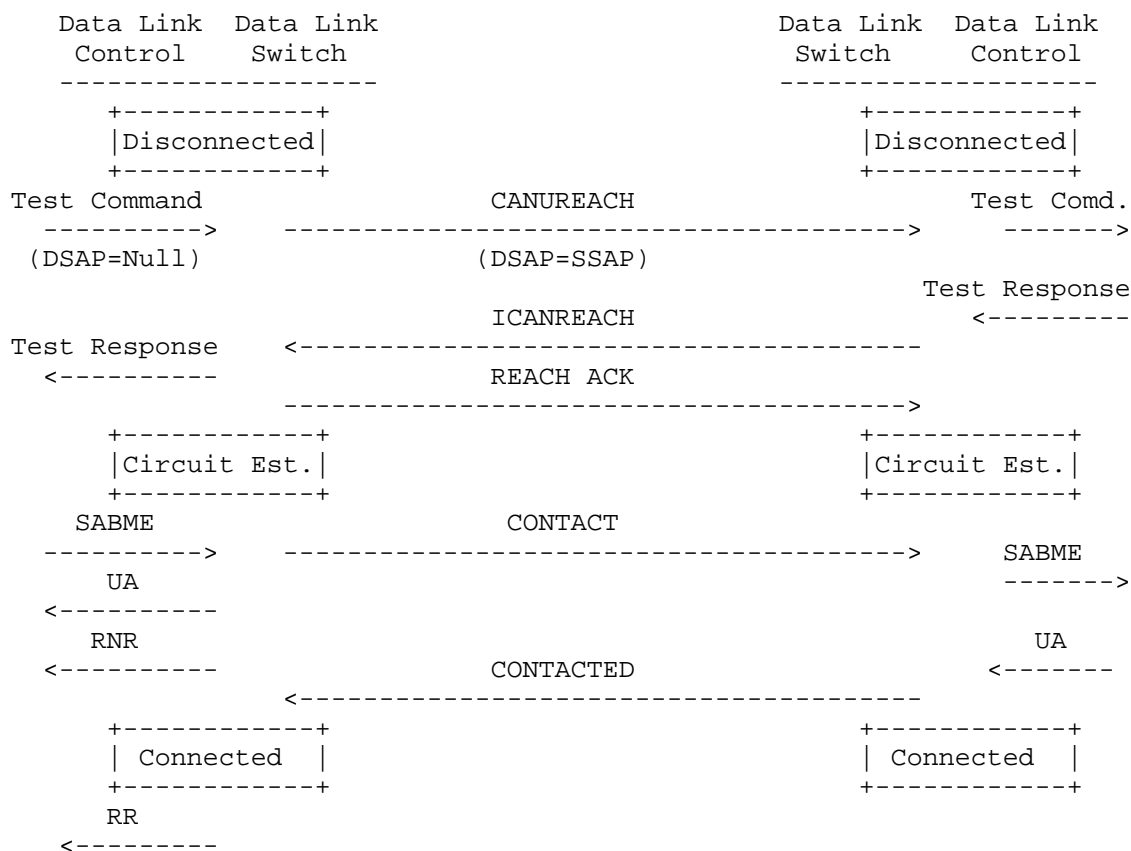 Data Link  Data Link                         Data Link  Data Link
Control    Switch                            Switch     Control
--------------------                         --------------------
+------------+                                 +------------+
|Disconnected|                                 |Disconnected|
+------------+                                 +------------+
Test Command                  CANUREACH                     Test Comd.
---------->    --------------------------------------->     ------->
(DSAP=Null)                  (DSAP=SSAP)
Test Response
ICANREACH                     <---------
Test Response    <---------------------------------------
<----------                 REACH ACK
--------------------------------------->
+------------+                                 +------------+
|Circuit Est.|                                 |Circuit Est.|
+------------+                                 +------------+
SABME                      CONTACT
---------->    --------------------------------------->     SABME
UA                                                      ------->
<----------
RNR                                                       UA
<----------                 CONTACTED                      <-------
<---------------------------------------
+------------+                                 +------------+
| Connected  |                                 | Connected  |
+------------+                                 +------------+
RR
<---------